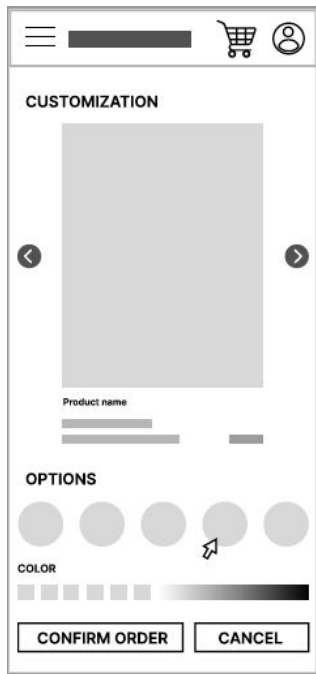 CUSTOMIZATION
Product name
OPTIONS
COLOR
CONFIRM ORDER CANCEL